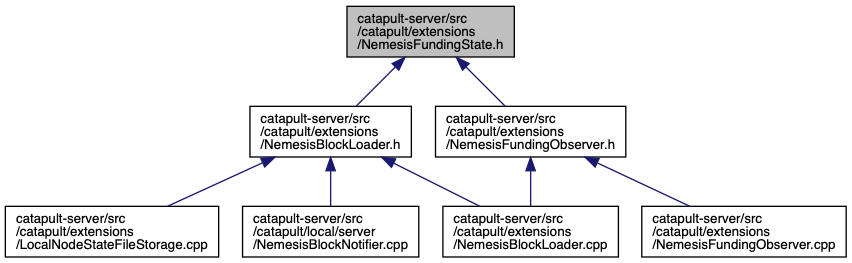 catapult-server/src
/catapult/extensions
/NemesisFundingState.h
catapult-server/src
/catapult/extensions
/NemesisBlockLoader.h
catapult-server/src
/catapult/extensions
/NemesisFundingObserver.h
catapult-server/src
/catapult/extensions
/LocalNodeStateFileStorage.cpp
catapult-server/src
/catapult/local/server
/NemesisBlockNotifier.cpp
catapult-server/src
/catapult/extensions
/NemesisBlockLoader.cpp
catapult-server/src
/catapult/extensions
/NemesisFundingObserver.cpp